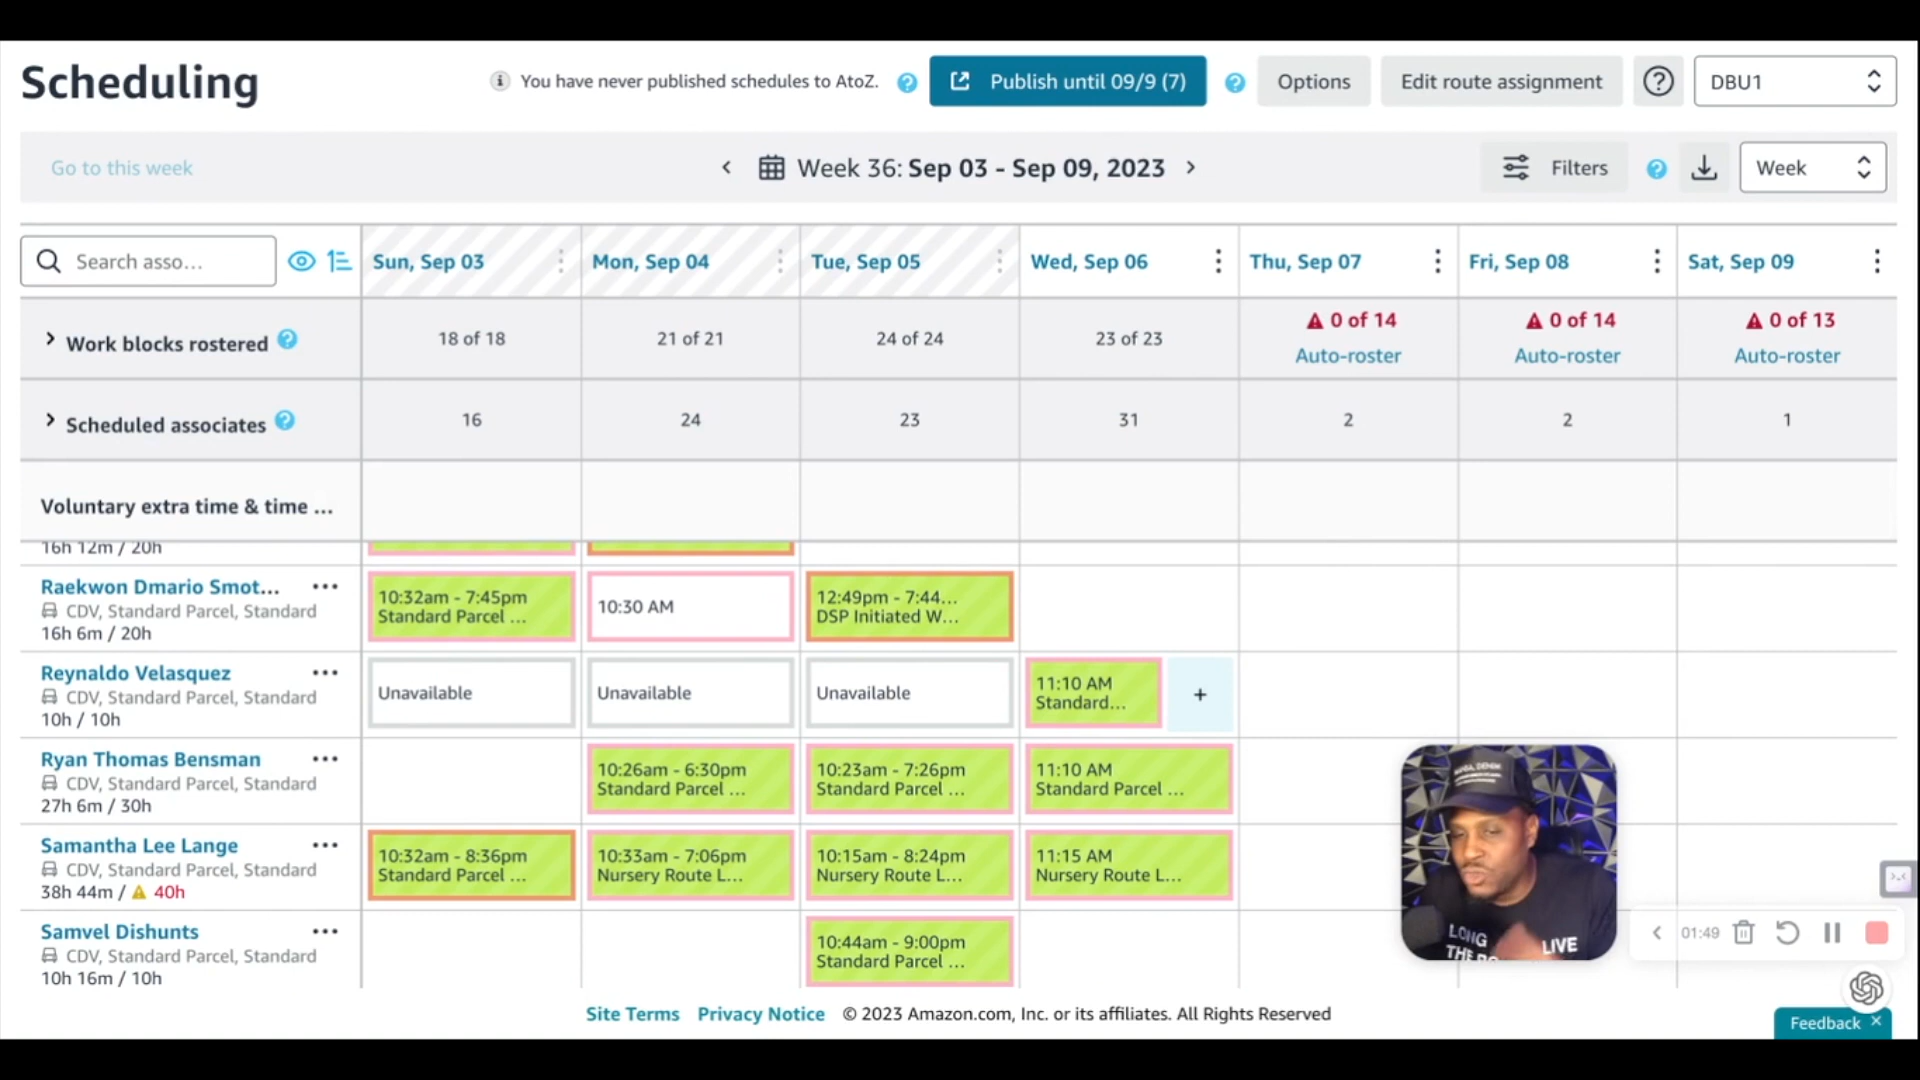 Scheduling
You have never published schedules to AtoZ.
Publish until 09/9 (7)
Options
Edit route assignment
DBU1
Go to this week
Week 36: Sep 03 - Sep 09, 2023
Filters
Week
Search asso...
Sun, Sep 03
Mon, Sep 04
Tue, Sep 05
Wed, Sep 06
Thu, Sep 07
Fri, Sep 08
Sat, Sep 09
Work blocks rostered
18 of 18
21 of 21
24 of 24
23 of 23
0 of 14
Auto-roster
0 of 14
Auto-roster
0 of 13
Auto-roster
Scheduled associates
16
24
23
31
2
2
1
Voluntary extra time & time ...
16h 12m / 20h
Raekwon Dmario Smot...
CDV, Standard Parcel, Standard
16h 6m / 20h
10:32am - 7:45pm
Standard Parcel ...
10:30 AM
12:49pm - 7:44...
DSP Initiated W...
Reynaldo Velasquez
CDV, Standard Parcel, Standard
10h / 10h
Unavailable
Unavailable
Unavailable
11:10 AM
Standard...
+
Ryan Thomas Bensman
CDV, Standard Parcel, Standard
27h 6m / 30h
10:26am - 6:30pm
Standard Parcel ...
10:23am - 7:26pm
Standard Parcel ...
11:10 AM
Standard Parcel ...
Samantha Lee Lange
CDV, Standard Parcel, Standard
38h 44m / 40h
10:32am - 8:36pm
Standard Parcel ...
10:33am - 7:06pm
Nursery Route L...
10:15am - 8:24pm
Nursery Route L...
11:15 AM
Nursery Route L...
Samvel Dishunts
CDV, Standard Parcel, Standard
10h 16m / 10h
10:44am - 9:00pm
Standard Parcel ...
LONG LIVE
THE
01:49
Site Terms
Privacy Notice
© 2023 Amazon.com, Inc. or its affiliates. All Rights Reserved
Feedback